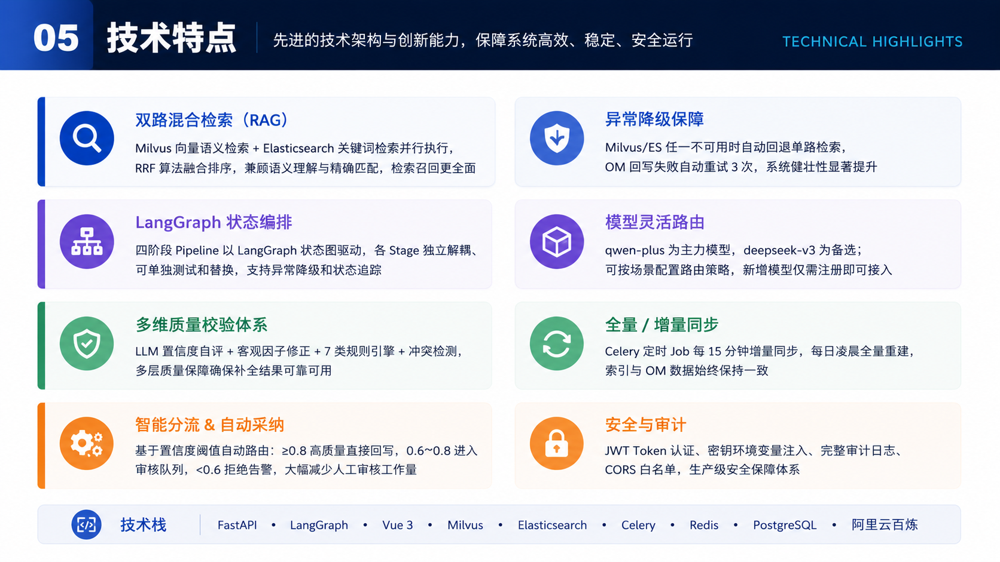 05
技术特点
先进的技术架构与创新能力，保障系统高效、稳定、安全运行
TECHNICAL HIGHLIGHTS
双路混合检索（RAG）
Milvus 向量语义检索 + Elasticsearch 关键词检索并行执行，
RRF 算法融合排序，兼顾语义理解与精确匹配，检索召回更全面
异常降级保障
Milvus/ES 任一不可用时自动回退单路检索，
OM 回写失败自动重试 3 次，系统健壮性显著提升
LangGraph 状态编排
四阶段 Pipeline 以 LangGraph 状态图驱动，各 Stage 独立解耦、
可单独测试和替换，支持异常降级和状态追踪
模型灵活路由
qwen-plus 为主力模型，deepseek-v3 为备选；
可按场景配置路由策略，新增模型仅需注册即可接入
多维质量校验体系
LLM 置信度自评 + 客观因子修正 + 7 类规则引擎 + 冲突检测，
多层质量保障确保补全结果可靠可用
全量 / 增量同步
Celery 定时 Job 每 15 分钟增量同步，每日凌晨全量重建，
索引与 OM 数据始终保持一致
智能分流 & 自动采纳
基于置信度阈值自动路由：≥0.8 高质量直接回写，0.6~0.8 进入
审核队列，<0.6 拒绝告警，大幅减少人工审核工作量
安全与审计
JWT Token 认证、密钥环境变量注入、完整审计日志、
CORS 白名单，生产级安全保障体系
技术栈
FastAPI • LangGraph • Vue 3 • Milvus • Elasticsearch • Celery • Redis • PostgreSQL • 阿里云百炼